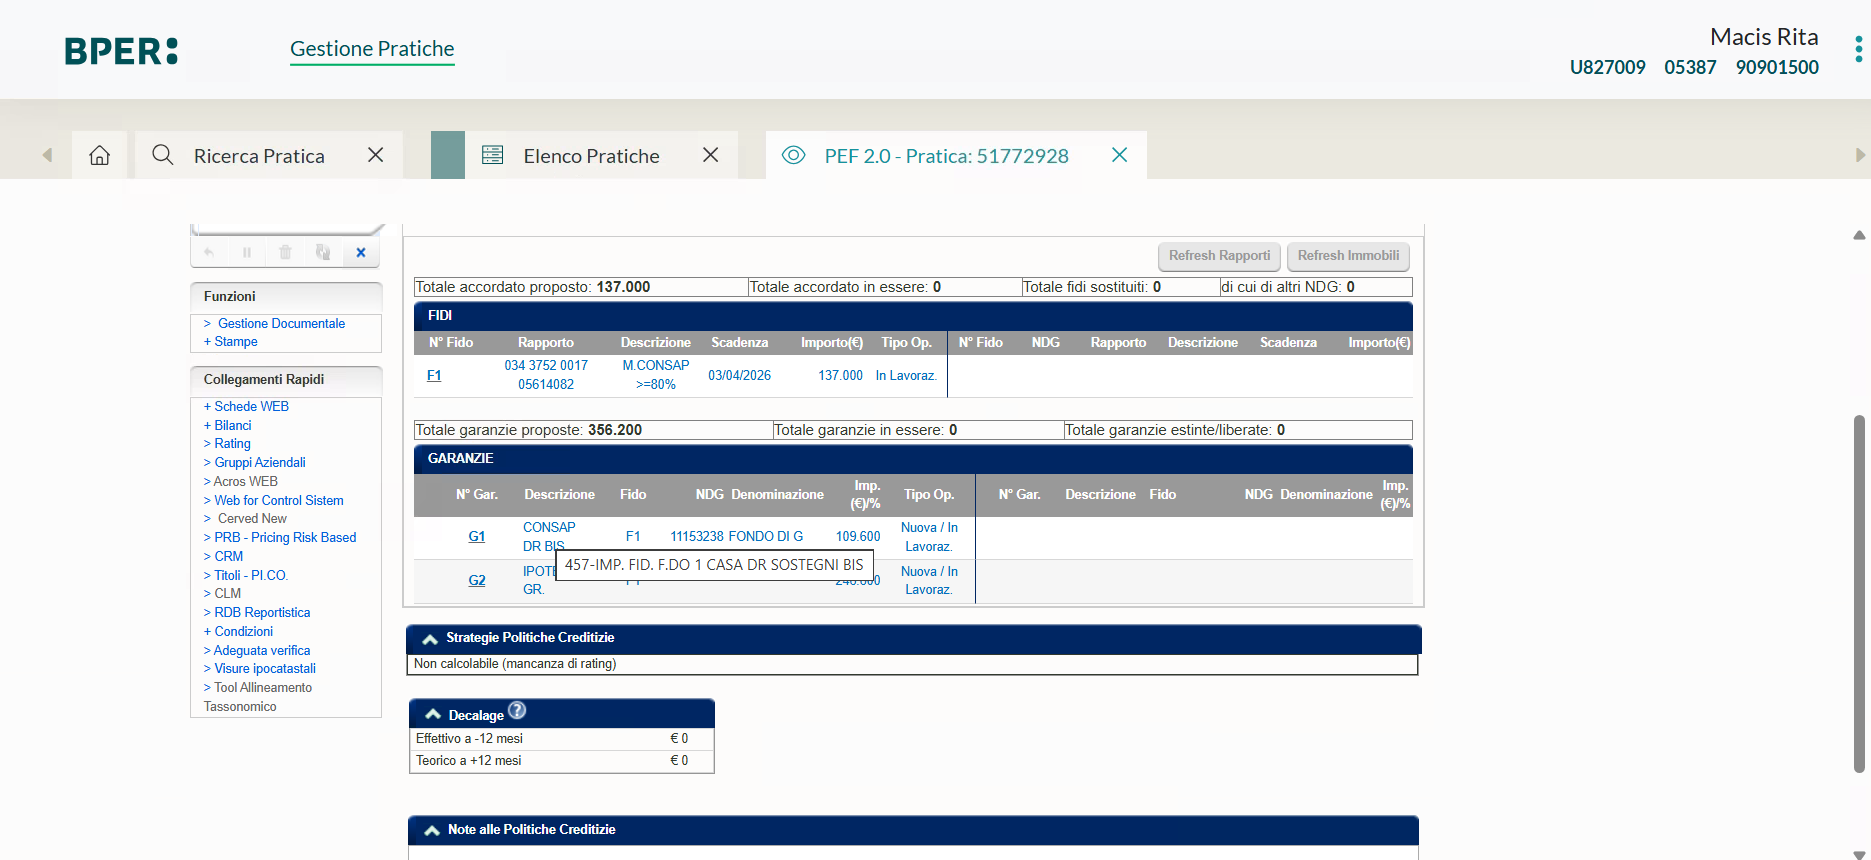 BPER:
Gestione Pratiche
Macis Rita
U827009 05387 90901500
Ricerca Pratica
Elenco Pratiche
PEF 2.0 - Pratica: 51772928
Refresh Rapporti Refresh Immobili
Funzioni
> Gestione Documentale
+ Stampe
Collegamenti Rapidi
+ Schede WEB
+ Bilanci
> Rating
> Gruppi Aziendali
> Acros WEB
> Web for Control Sistem
> Cerved New
> PRB - Pricing Risk Based
> CRM
> Titoli - PI.CO.
> CLM
> RDB Reportistica
+ Condizioni
> Adeguata verifica
> Visure ipocatastali
> Tool Allineamento
Tassonomico
Totale accordato proposto: 137.000 Totale accordato in essere: 0 Totale fidi sostituiti: 0 di cui di altri NDG: 0
FIDI
N° Fido Rapporto Descrizione Scadenza Importo(€) Tipo Op. N° Fido NDG Rapporto Descrizione Scadenza Importo(€)
F1 034 3752 0017 05614082 M.CONSAP >=80% 03/04/2026 137.000 In Lavoraz.
Totale garanzie proposte: 356.200 Totale garanzie in essere: 0 Totale garanzie estinte/liberate: 0
GARANZIE
N° Gar. Descrizione Fido NDG Denominazione Imp. (€)/% Tipo Op. N° Gar. Descrizione Fido NDG Denominazione Imp. (€)/%
G1 CONSAP DR BIS F1 11153238 FONDO DI G 109.600 Nuova / In Lavoraz.
457-IMP. FID. F.DO 1 CASA DR SOSTEGNI BIS
G2 GR. Nuova / In Lavoraz.
Strategie Politiche Creditizie
Non calcolabile (mancanza di rating)
Decalage ?
Effettivo a -12 mesi € 0
Teorico a +12 mesi € 0
Note alle Politiche Creditizie